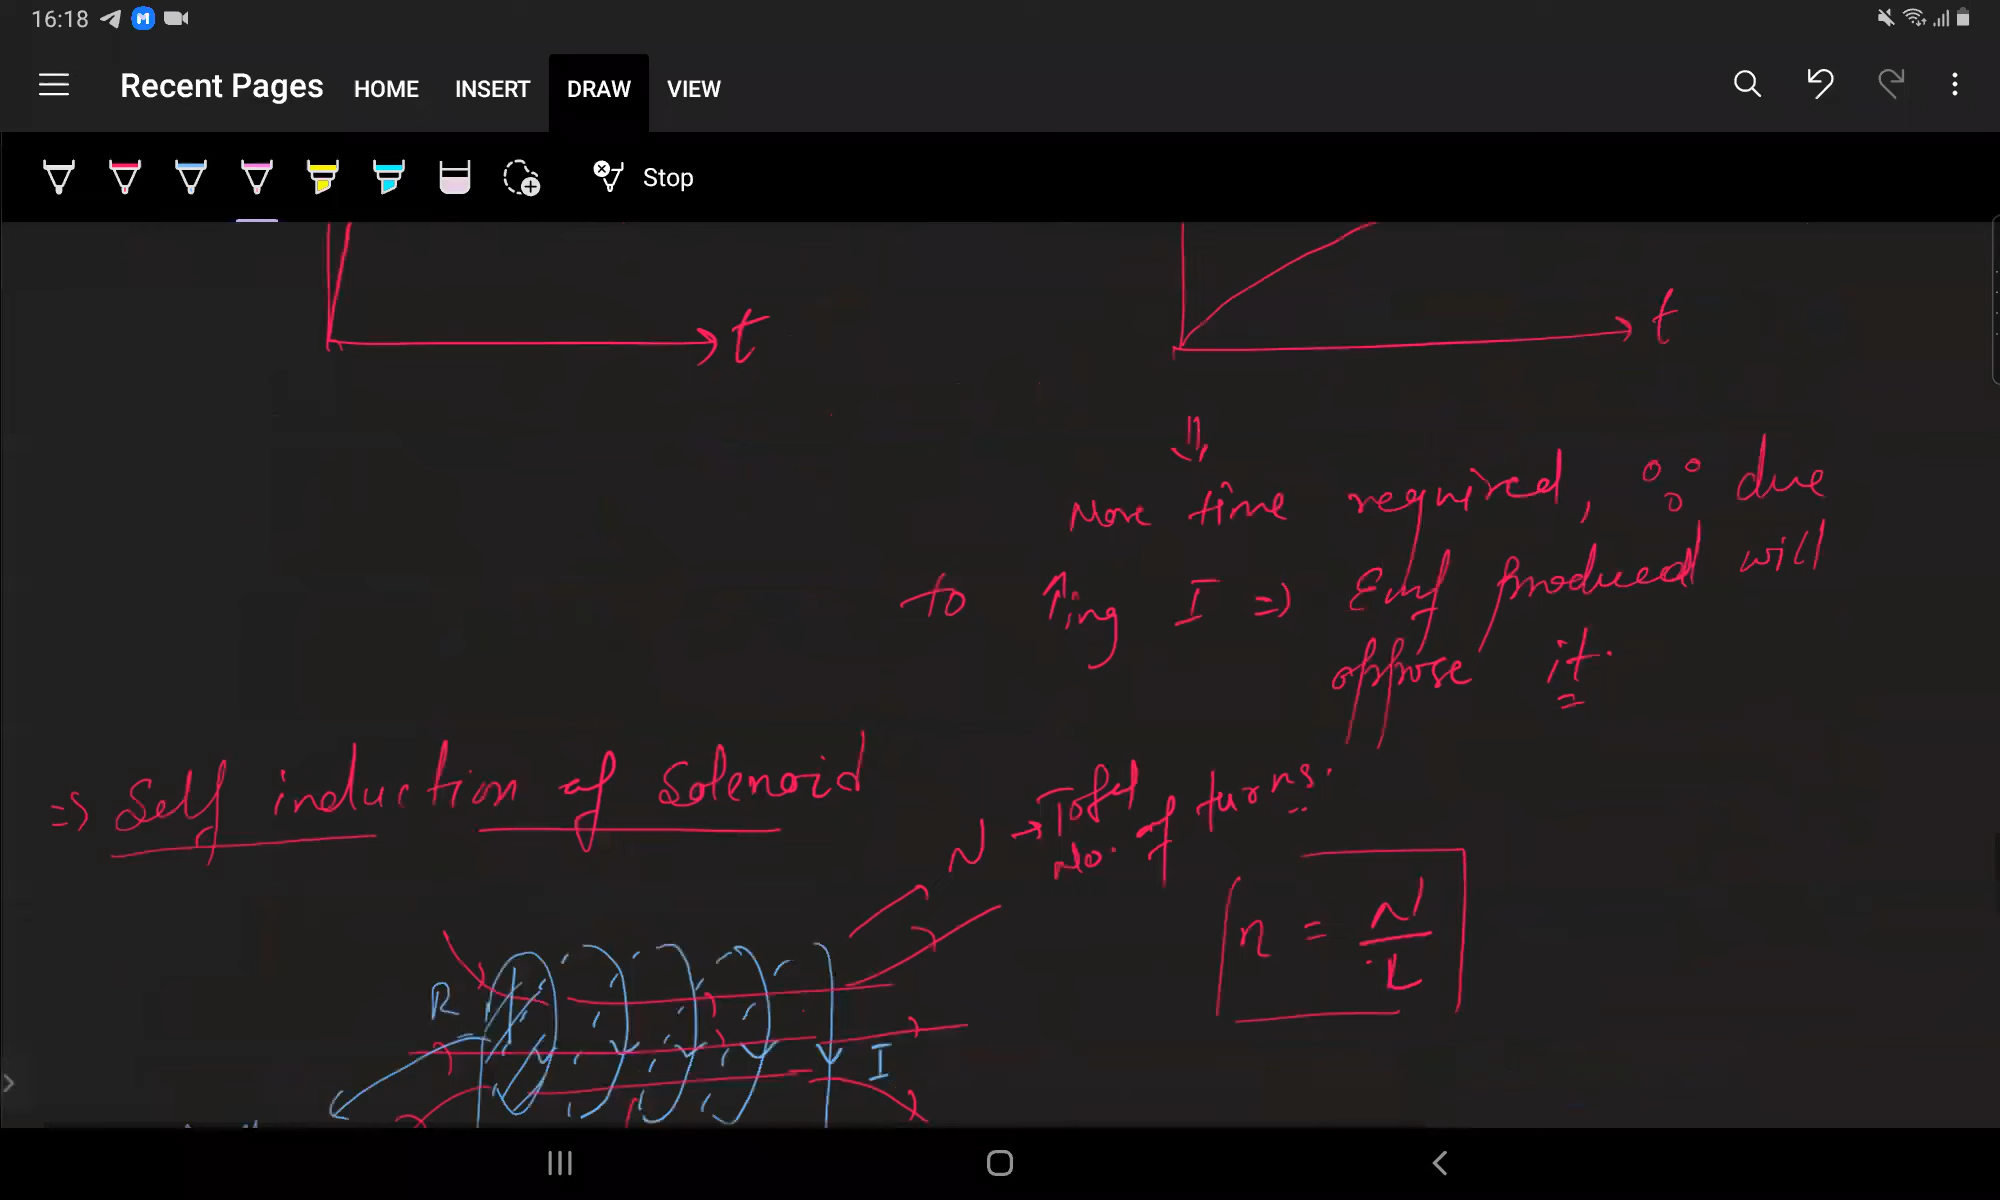 16:18
Recent Pages HOME INSERT DRAW VIEW
Stop
t
t
More time required, ∵ due
to ↑ing I => Emf produced will
oppose it.
=> Self induction of Solenoid
N → Total
No. of turns.
n = N/L
R
I